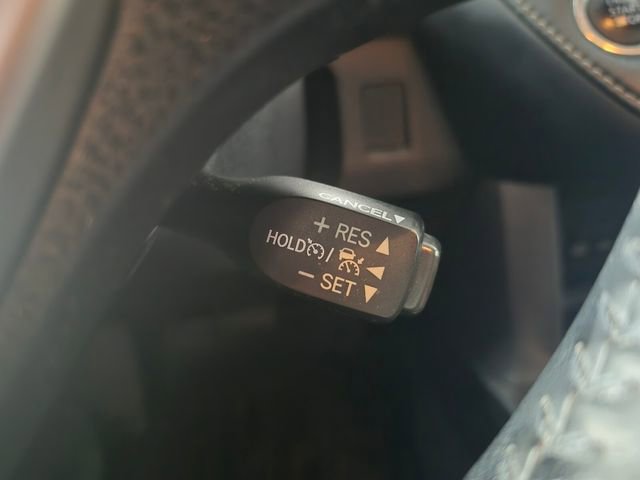 CANCEL▼
+ RES ▲
HOLD / ◀
− SET ▼